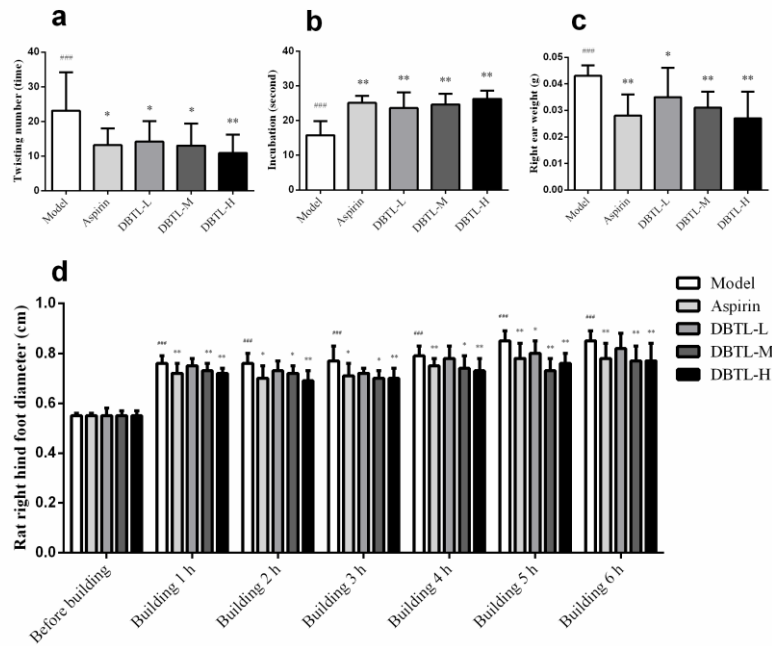 a
Twisting number (time)
40
30
20
10
0
###
*
*
*
**
Model
Aspirin
DBTL-L
DBTL-M
DBTL-H
b
Incubation (second)
40
30
20
10
0
###
**
**
**
**
Model
Aspirin
DBTL-L
DBTL-M
DBTL-H
c
Right ear weight (g)
0.05
0.04
0.03
0.02
0.01
0.00
###
**
*
**
**
Model
Aspirin
DBTL-L
DBTL-M
DBTL-H
d
Rat right hind foot diameter (cm)
1.0
0.8
0.6
0.4
0.2
0.0
### ** ** **
### * * **
### * * **
### ** * **
### ** * ** **
### ** ** **
Before building
Building 1 h
Building 2 h
Building 3 h
Building 4 h
Building 5 h
Building 6 h
Model
Aspirin
DBTL-L
DBTL-M
DBTL-H